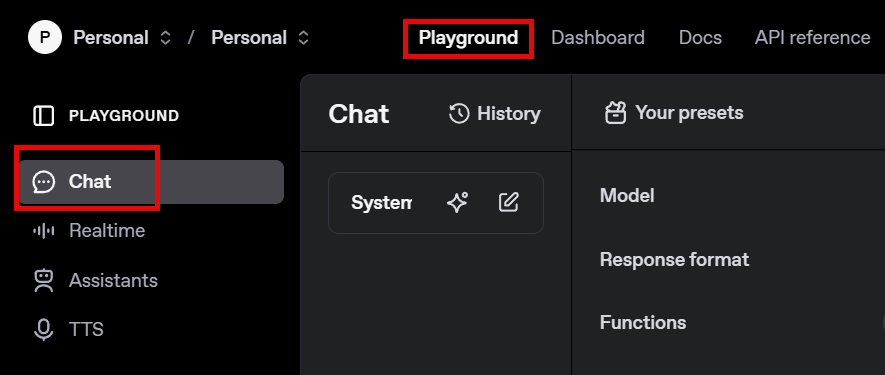 P Personal / Personal Playground Dashboard Docs API reference
PLAYGROUND
Chat
Realtime
Assistants
TTS
Chat History
System
Your presets
Model
Response format
Functions